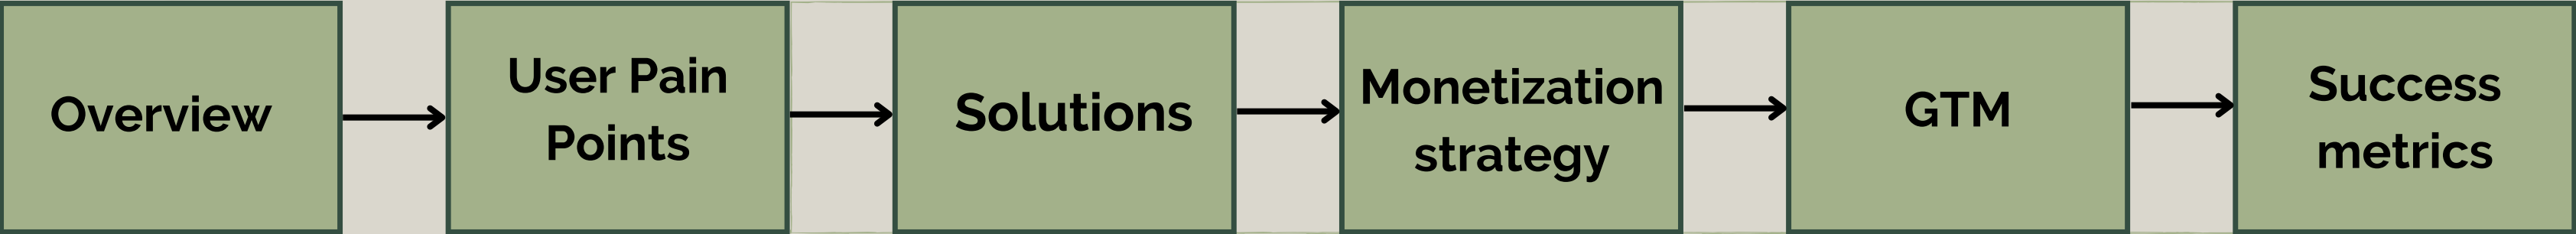 Overview
User Pain
Points
Solutions
Monetization
strategy
GTM
Success
metrics